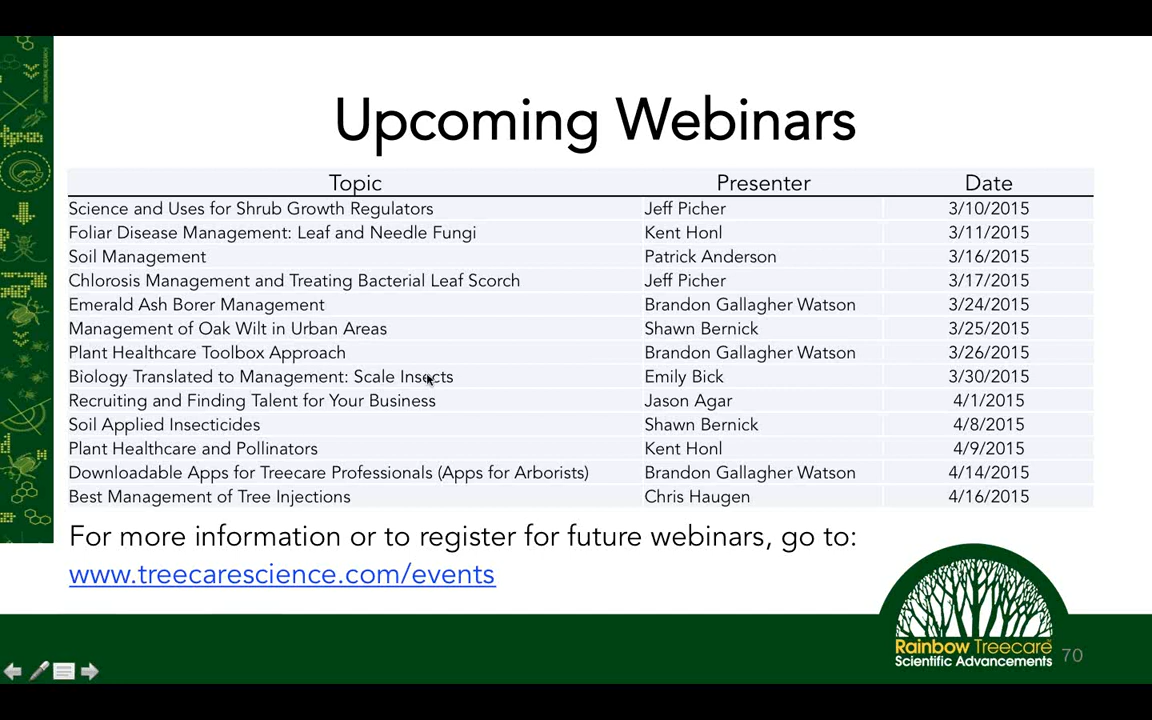 Upcoming Webinars
Topic Presenter Date
Science and Uses for Shrub Growth Regulators Jeff Picher 3/10/2015
Foliar Disease Management: Leaf and Needle Fungi Kent Honl 3/11/2015
Soil Management Patrick Anderson 3/16/2015
Chlorosis Management and Treating Bacterial Leaf Scorch Jeff Picher 3/17/2015
Emerald Ash Borer Management Brandon Gallagher Watson 3/24/2015
Management of Oak Wilt in Urban Areas Shawn Bernick 3/25/2015
Plant Healthcare Toolbox Approach Brandon Gallagher Watson 3/26/2015
Biology Translated to Management: Scale Insects Emily Bick 3/30/2015
Recruiting and Finding Talent for Your Business Jason Agar 4/1/2015
Soil Applied Insecticides Shawn Bernick 4/8/2015
Plant Healthcare and Pollinators Kent Honl 4/9/2015
Downloadable Apps for Treecare Professionals (Apps for Arborists) Brandon Gallagher Watson 4/14/2015
Best Management of Tree Injections Chris Haugen 4/16/2015
For more information or to register for future webinars, go to:
www.treecarescience.com/events
Rainbow Treecare
Scientific Advancements
70